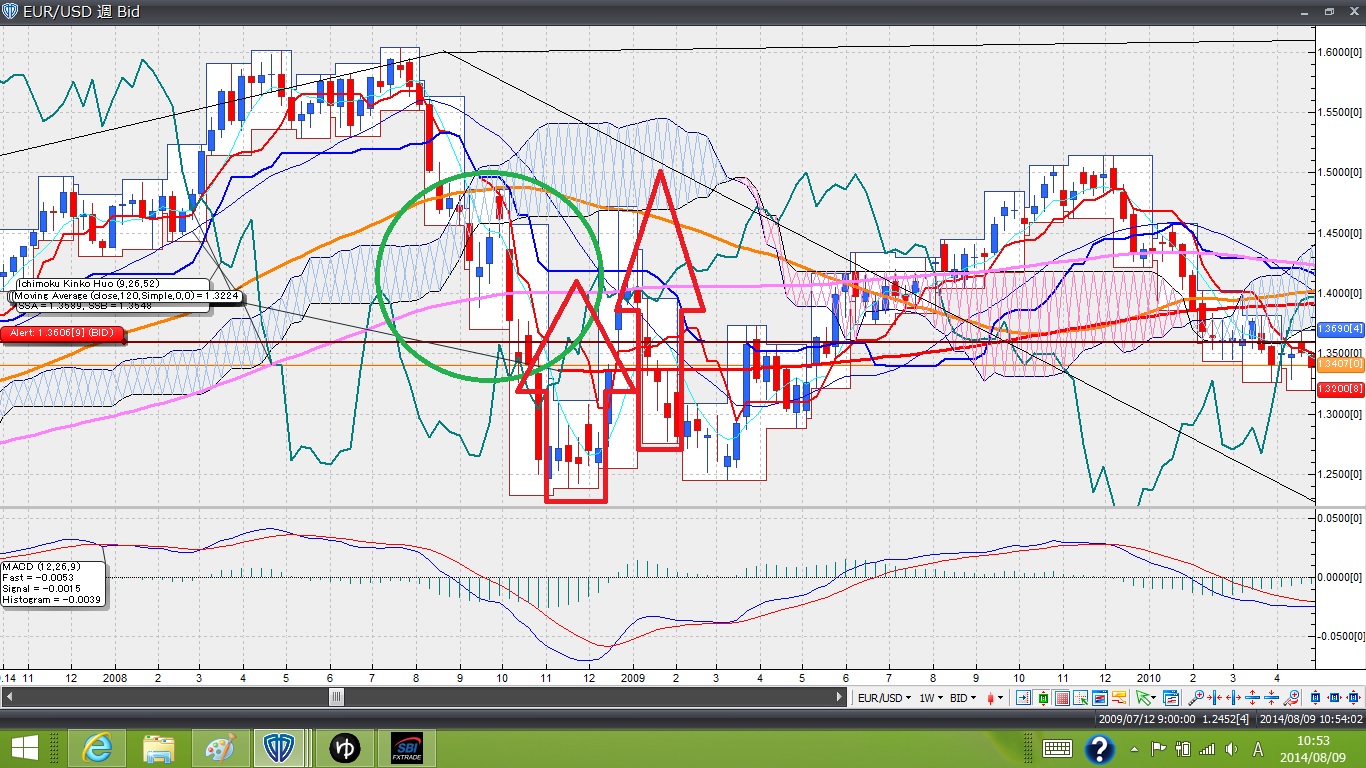 EUR/USD 週 Bid
1.6000[0]
1.5500[0]
1.5000[0]
1.4500[0]
1.4000[0]
1.3690[4]
1.3500[0]
1.3407[0]
1.3200[8]
1.3000[0]
1.2500[0]
Ichimoku Kinko Huo (9,26,52)
Moving Average (close,120,Simple,0,0) = 1.3224
SSA = 1.3589, SSB = 1.3548
Alert: 1.3606[9] (BID)
0.0500[0]
0.0000[0]
-0.0500[0]
MACD (12,26,9)
Fast = -0.0053
Signal = -0.0015
Histogram = -0.0039
.14 11 12 2008 2 3 4 5 6 7 8 9 10 11 12 2009 2 3 4 5 6 7 8 9 10 11 12 2010 2 3 4
EUR/USD 1W BID
2009/07/12 9:00:00 1.2452[4] 2014/08/09 10:54:02
ゆ
SBI
FXTRADE
A
10:53
2014/08/09